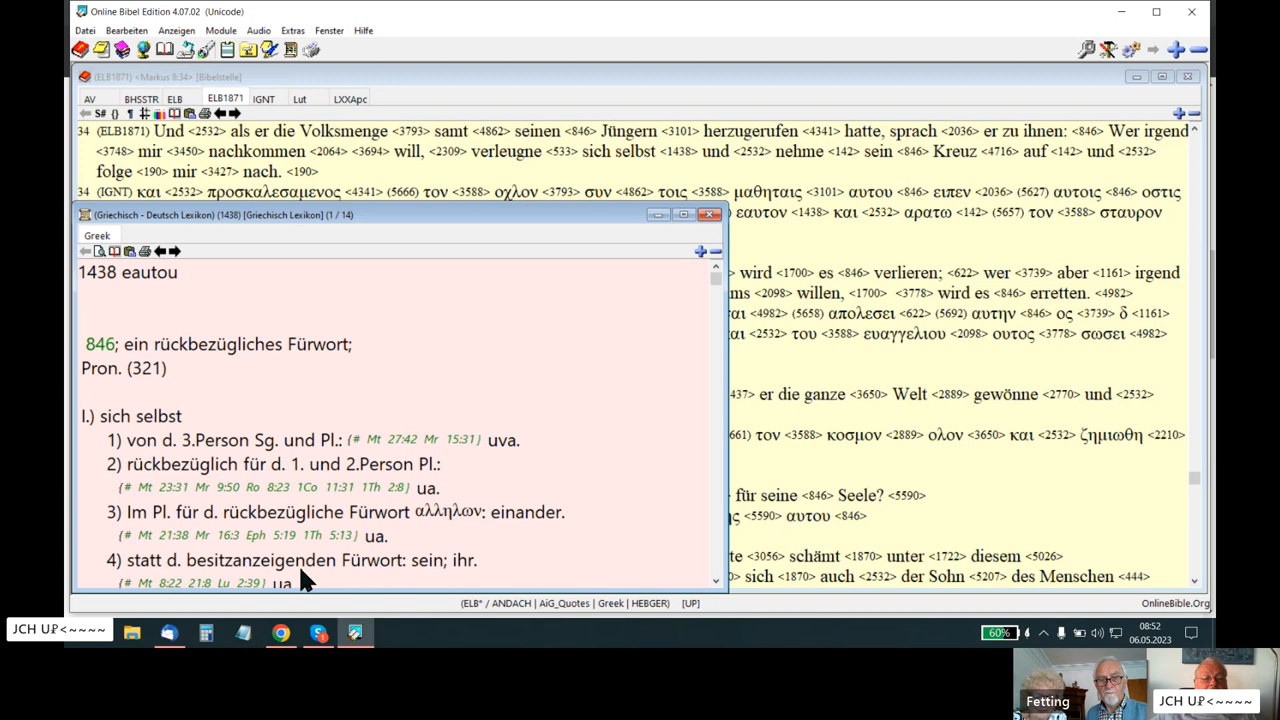 Online Bible Edition 4.07.02 (Unicode)
Datei Bearbeiten Anzeigen Module Audio Extras Fenster Hilfe
(ELB1871) <Markus 8:34> [Bibelstelle]
AV BHSSTR ELB ELB1871 IGNT Lut LXXApc
S# {} ¶
34 (ELB1871) Und <2532> als er die Volksmenge <3793> samt <4862> seinen <846> Jüngern <3101> herzugerufen <4341> hatte, sprach <2036> er zu ihnen: <846> Wer irgend
<3748> mir <3450> nachkommen <2064> <3694> will, <2309> verleugne <533> sich selbst <1438> und <2532> nehme <142> sein <846> Kreuz <4716> auf <142> und <2532>
folge <190> mir <3427> nach. <190>
34 (IGNT) και <2532> προσκαλεσαμενος <4341> (5666) τον <3588> οχλον <3793> συν <4862> τοις <3588> μαθηταις <3101> αυτου <846> ειπεν <2036> (5627) αυτοις <846> οστις
εαυτον <1438> και <2532> αρατω <142> (5657) τον <3588> σταυρον
wird <1700> es <846> verlieren; <622> wer <3739> aber <1161> irgend
<2098> willen, <1700> <3778> wird es <846> erretten. <4982>
<4982> (5658) απολεσει <622> (5692) αυτην <846> ος <3739> δ <1161>
<2532> του <3588> ευαγγελιου <2098> ουτος <3778> σωσει <4982>
er die ganze <3650> Welt <2889> gewönne <2770> und <2532>
τον <3588> κοσμον <2889> ολον <3650> και <2532> ζημιωθη <2210>
für seine <846> Seele? <5590>
<5590> αυτου <846>
<3056> schämt <1870> unter <1722> diesem <5026>
sich <1870> auch <2532> der Sohn <5207> des Menschen <444>
(Griechisch - Deutsch Lexikon) (1438) [Griechisch Lexikon] (1 / 14)
Greek
1438 eautou
846; ein rückbezügliches Fürwort;
Pron. (321)
I.) sich selbst
1) von d. 3.Person Sg. und Pl.: {# Mt 27:42 Mr 15:31} uva.
2) rückbezüglich für d. 1. und 2.Person Pl.:
{# Mt 23:31 Mr 9:50 Ro 8:23 1Co 11:31 1Th 2:8} ua.
3) Im Pl. für d. rückbezügliche Fürwort αλληλων: einander.
{# Mt 21:38 Mr 16:3 Eph 5:19 1Th 5:13} ua.
4) statt d. besitzanzeigenden Fürwort: sein; ihr.
{# Mt 8:22 21:8 Lu 2:39} ua
(ELB* / ANDACH | AiG_Quotes | Greek | HEBGER) [UP]
OnlineBible.Org
JCH U₽<~~~~
60%
08:52
06.05.2023
Fetting
JCH U₽<~~~~